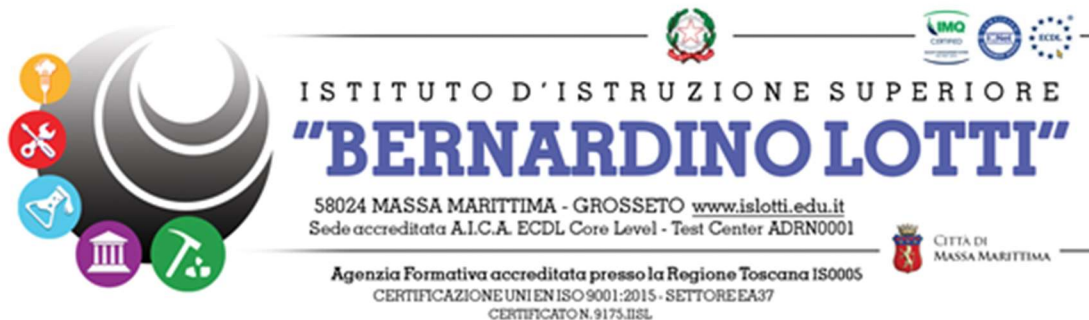 IMQ
CERTIFIED
ECDL
ISTITUTO D'ISTRUZIONE SUPERIORE
"BERNARDINO LOTTI"
58024 MASSA MARITTIMA - GROSSETO www.islotti.edu.it
Sede accreditata A.I.C.A. ECDL Core Level - Test Center ADRN0001
CITTÀ DI
MASSA MARITTIMA
Agenzia Formativa accreditata presso la Regione Toscana IS0005
CERTIFICAZIONE UNI EN ISO 9001:2015 - SETTORE EA37
CERTIFICATO N. 9175.IISL